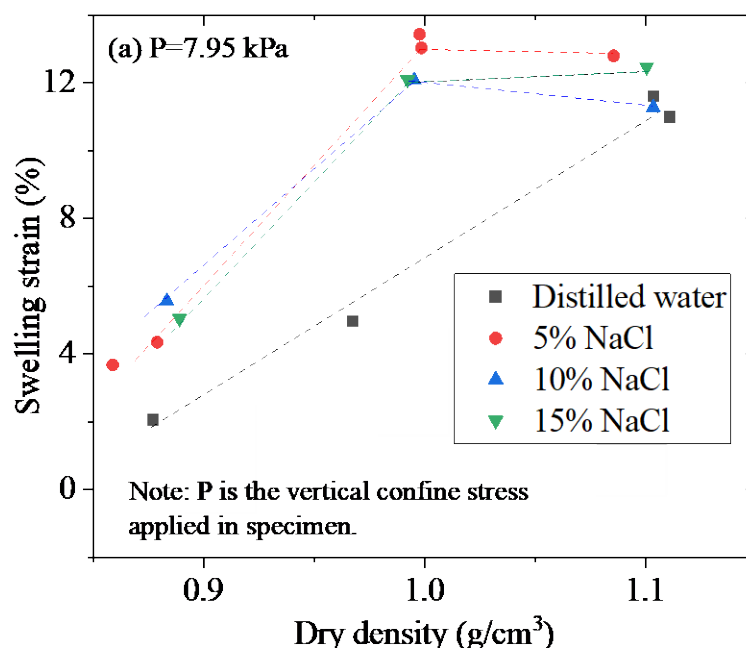 (a) P=7.95 kPa
12
8
4
0
Swelling strain (%)
Distilled water
5% NaCl
10% NaCl
15% NaCl
Note: P is the vertical confine stress
applied in specimen.
0.9
1.0
1.1
Dry density (g/cm³)